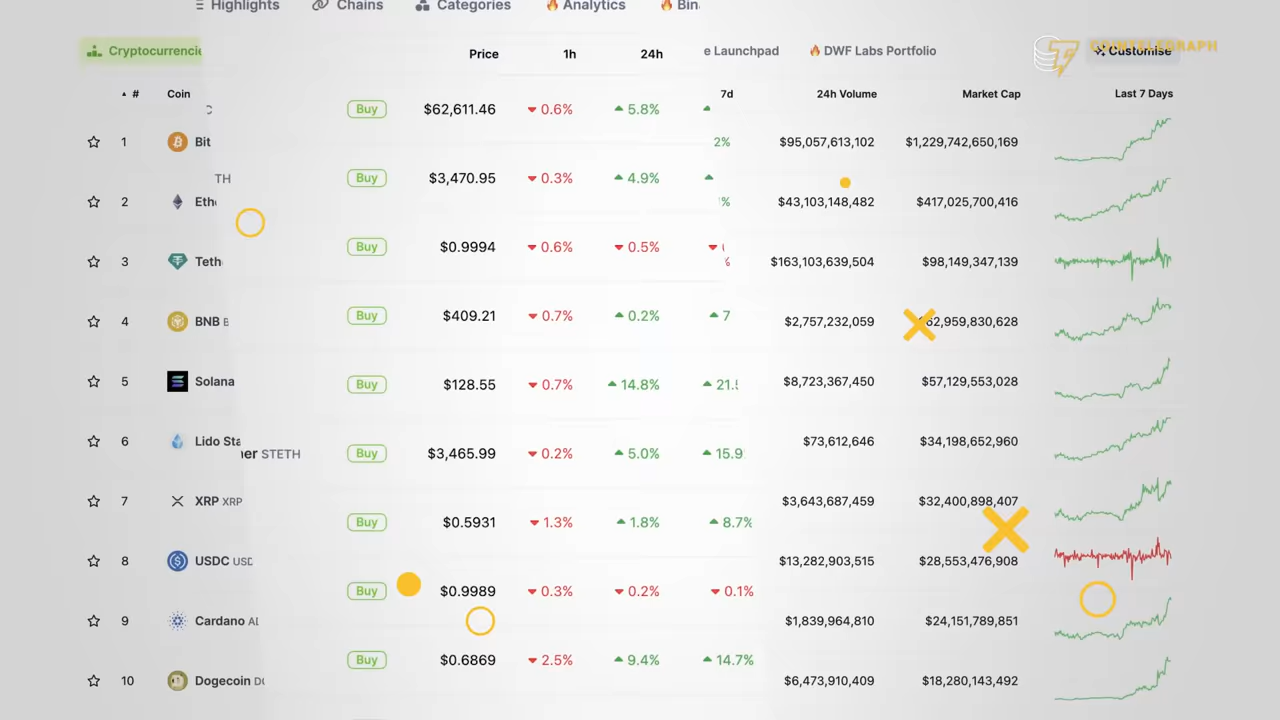 Highlights Chains Categories Analytics
Price 1h 24h Launchpad DWF Labs Portfolio Customise
COINTELEGRAPH
# Coin 7d 24h Volume Market Cap Last 7 Days
Buy $62,611.46 0.6% 5.8%
1 2% $95,057,613,102 $1,229,742,650,169
TH Buy $3,470.95 0.3% 4.9%
2 $43,103,148,482 $417,025,700,416
Buy $0.9994 0.6% 0.5%
3 $163,103,639,504 $98,149,347,139
Buy $409.21 0.7% 0.2% 7
4 BNB $2,757,232,059
Buy $128.55 0.7% 14.8%
5 Solana $8,723,367,450 $57,129,553,028
6 Lido $73,612,646 $34,198,652,960
STETH Buy $3,465.99 0.2% 5.0% 15.9
7 XRP XRP $3,643,687,459 $32,400,898,407
Buy $0.5931 1.3% 1.8% 8.7%
8 USDC $13,282,903,515 $28,553,476,908
Buy $0.9989 0.3% 0.2% 0.1%
9 Cardano $1,839,964,810 $24,151,789,851
Buy $0.6869 2.5% 9.4% 14.7%
10 Dogecoin $6,473,910,409 $18,280,143,492